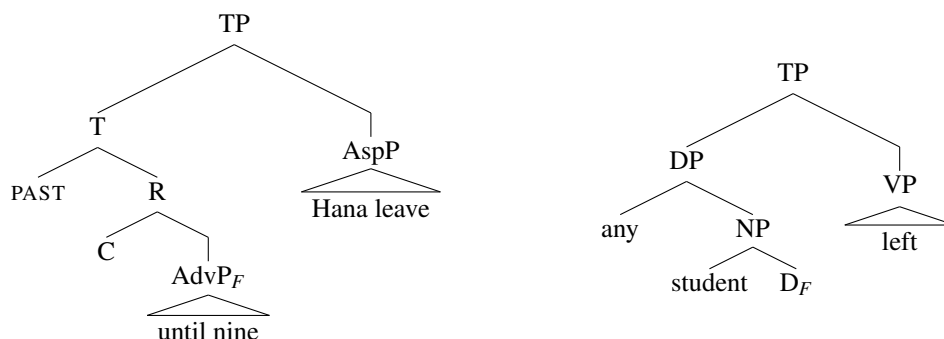 TP
T
PAST
R
AspP
Hana leave
C
AdvP_F
until nine
TP
DP
VP
any
NP
left
student
D_F